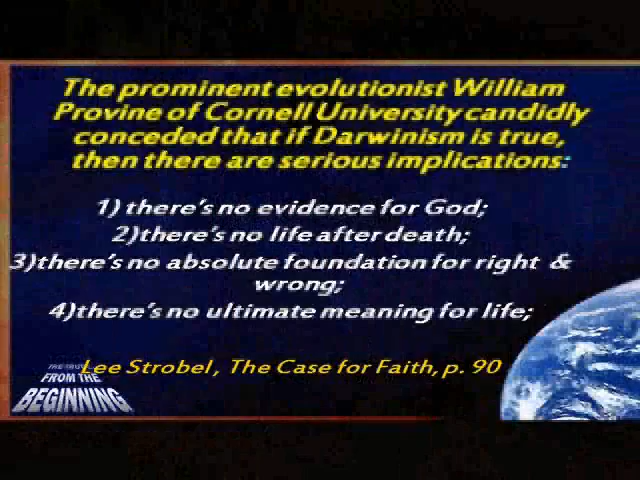 The prominent evolutionist William
Provine of Cornell University candidly
conceded that if Darwinism is true,
then there are serious implications:
1) there's no evidence for God;
2)there's no life after death;
3)there's no absolute foundation for right &
wrong;
4)there's no ultimate meaning for life;
Lee Strobel , The Case for Faith, p. 90
FROM THE
BEGINNING